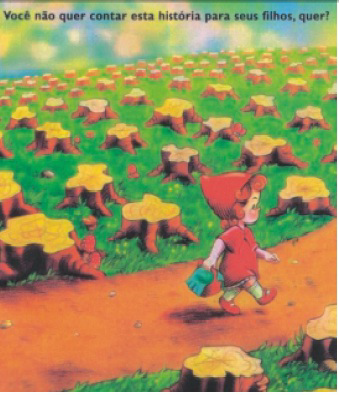 Você não quer contar esta história para seus filhos, quer?